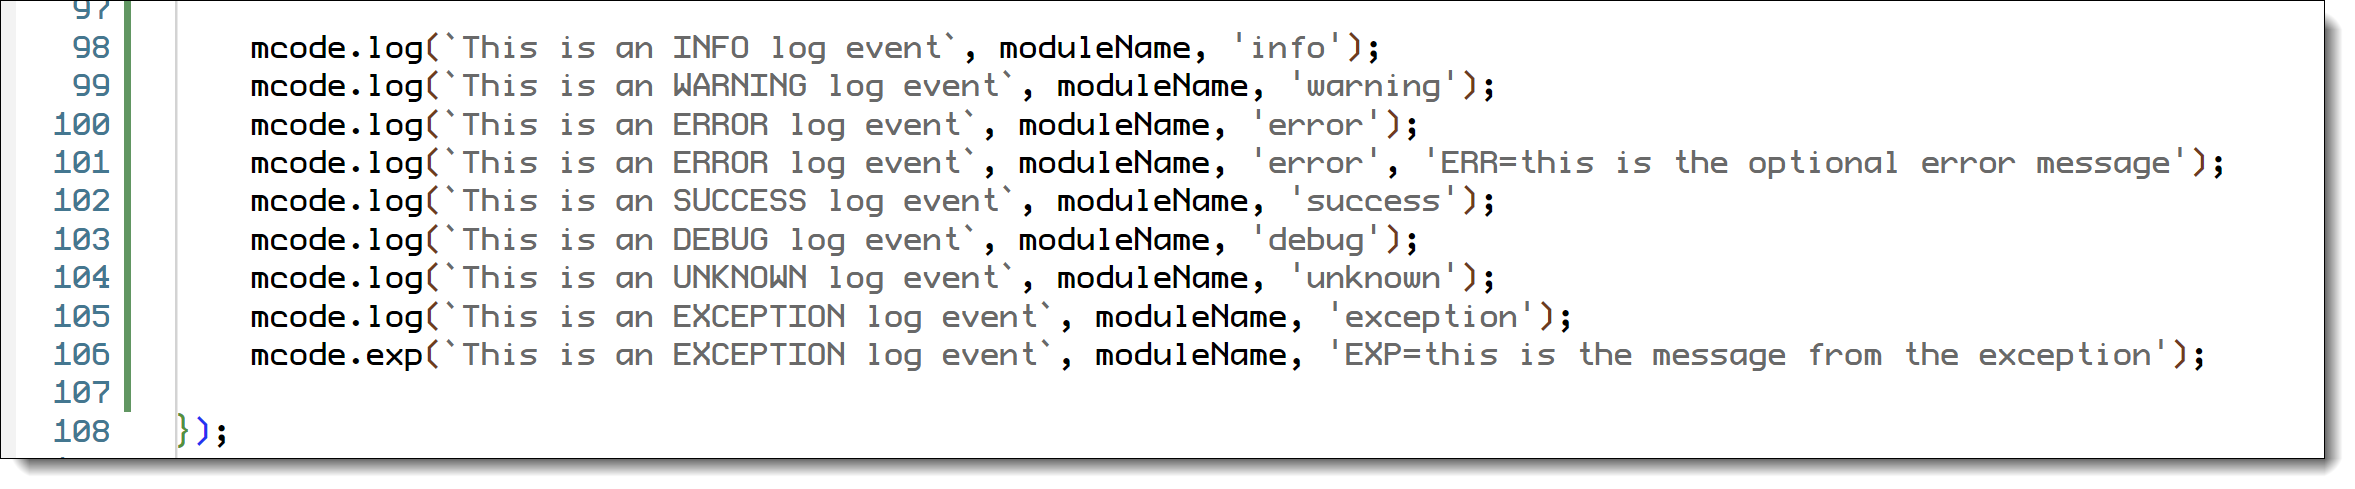 97
98 mcode.log(`This is an INFO log event`, moduleName, 'info');
99 mcode.log(`This is an WARNING log event`, moduleName, 'warning');
100 mcode.log(`This is an ERROR log event`, moduleName, 'error');
101 mcode.log(`This is an ERROR log event`, moduleName, 'error', 'ERR=this is the optional error message');
102 mcode.log(`This is an SUCCESS log event`, moduleName, 'success');
103 mcode.log(`This is an DEBUG log event`, moduleName, 'debug');
104 mcode.log(`This is an UNKNOWN log event`, moduleName, 'unknown');
105 mcode.log(`This is an EXCEPTION log event`, moduleName, 'exception');
106 mcode.exp(`This is an EXCEPTION log event`, moduleName, 'EXP=this is the message from the exception');
107
108 });